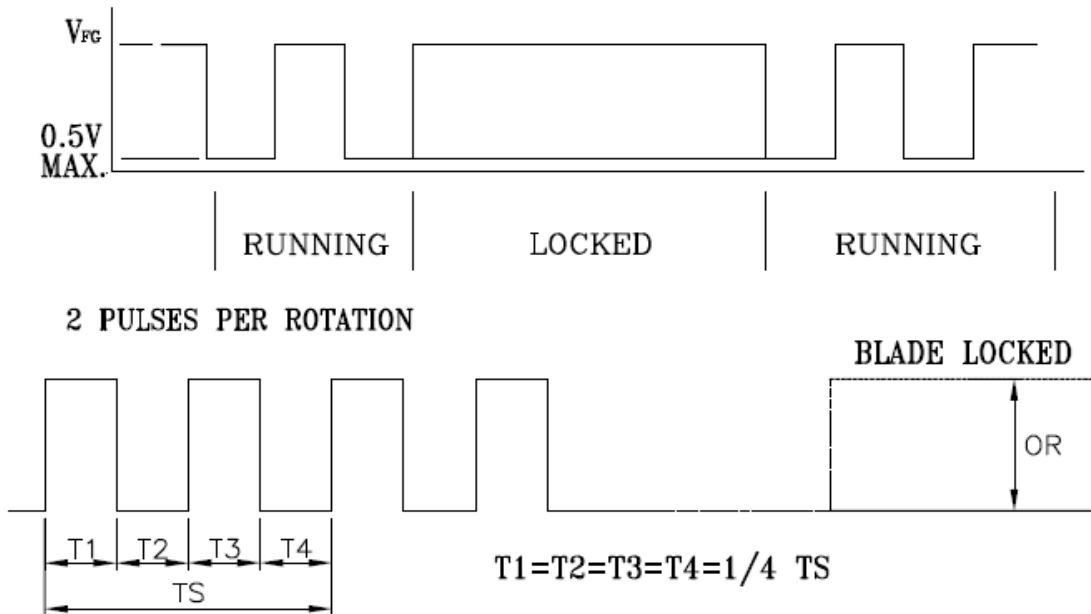 VFG
0.5V
MAX.
RUNNING LOCKED RUNNING
2 PULSES PER ROTATION
BLADE LOCKED
OR
T1 T2 T3 T4
TS
T1=T2=T3=T4=1/4 TS